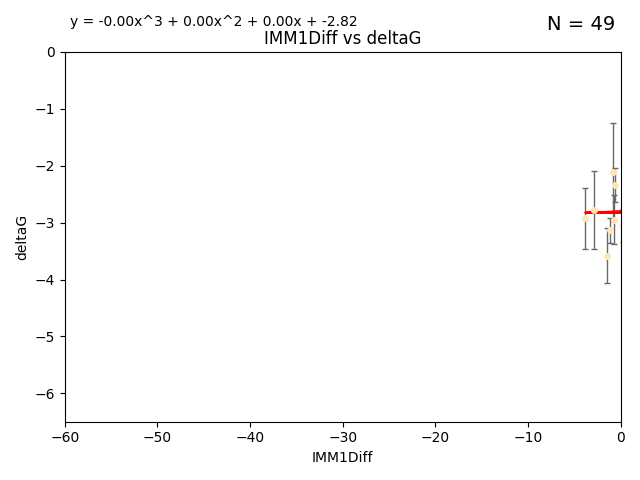 y = -0.00x^3 + 0.00x^2 + 0.00x + -2.82
N = 49
IMM1Diff vs deltaG
0
−1
−2
−3
−4
−5
−6
deltaG
−60 −50 −40 −30 −20 −10 0
IMM1Diff